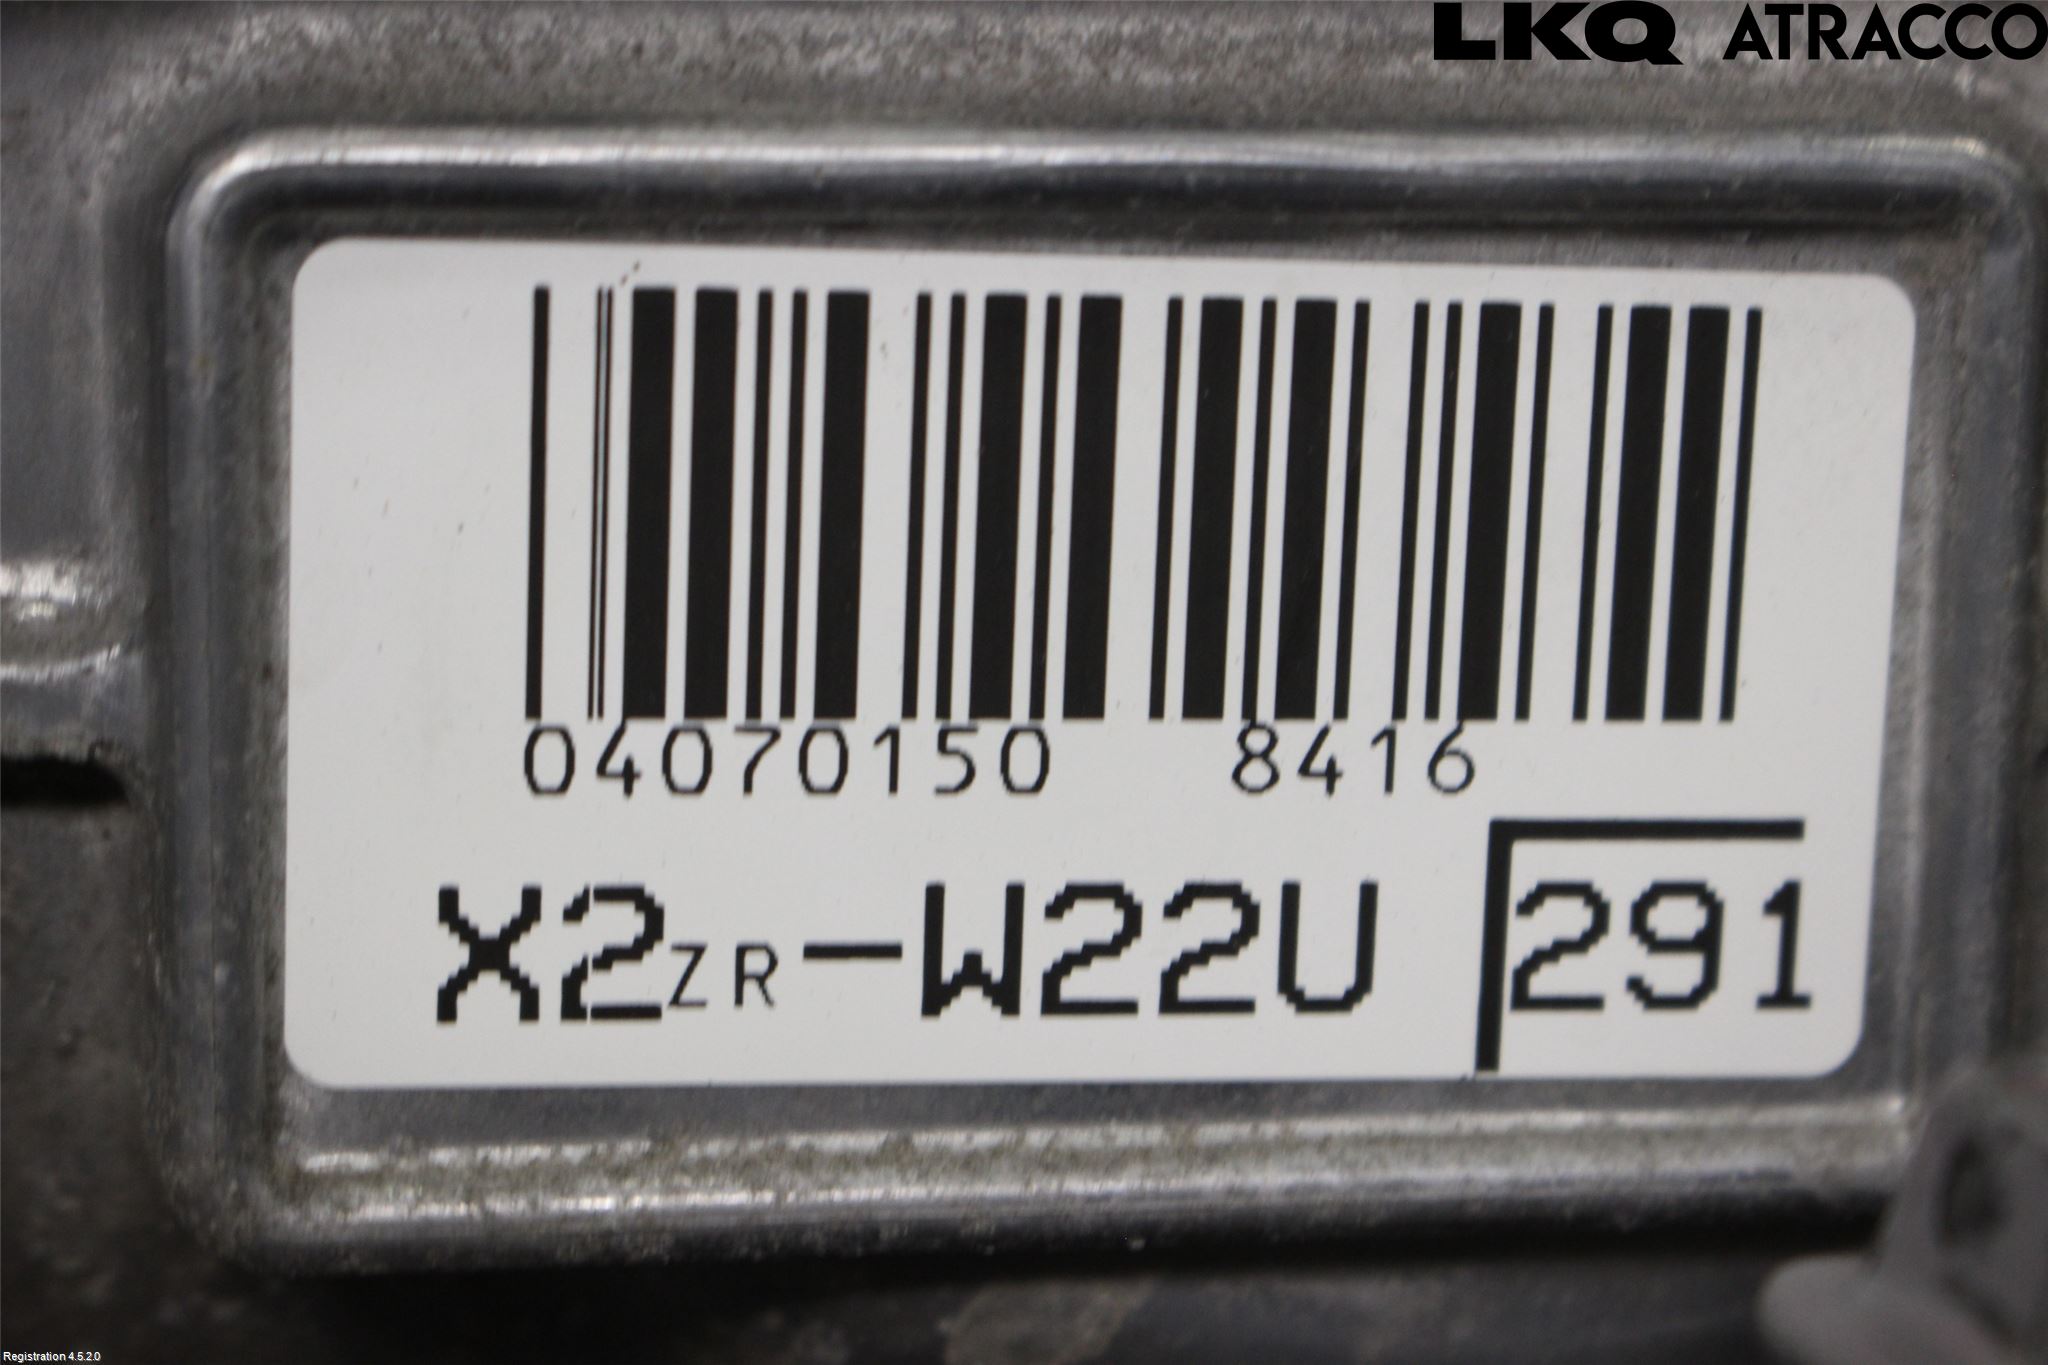 LKQ ATRACCO
04070150 8416
X2ZR-W22U 291
Registration 4.5.2.0